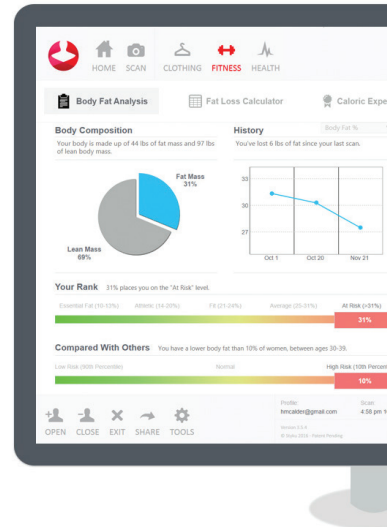 HOME SCAN CLOTHING FITNESS HEALTH
Body Fat Analysis Fat Loss Calculator Caloric Expe
Body Composition
Your body is made up of 44 lbs of fat mass and 97 lbs
of lean body mass.
Fat Mass
31%
Lean Mass
69%
History
Body Fat %
You've lost 6 lbs of fat since your last scan.
33
30
27
Oct 1 Oct 20 Nov 21
Your Rank 31% places you on the "At Risk" level.
Essential Fat (10-13%) Athletic (14-20%) Fit (21-24%) Average (25-31%) At Risk (>31%)
31%
Compared With Others You have a lower body fat than 10% of women, between ages 30-39.
Low Risk (90th Percentile) Normal High Risk (10th Percent
10%
OPEN CLOSE EXIT SHARE TOOLS
Profile:
hmcalder@gmail.com
Scan:
4:58 pm 1